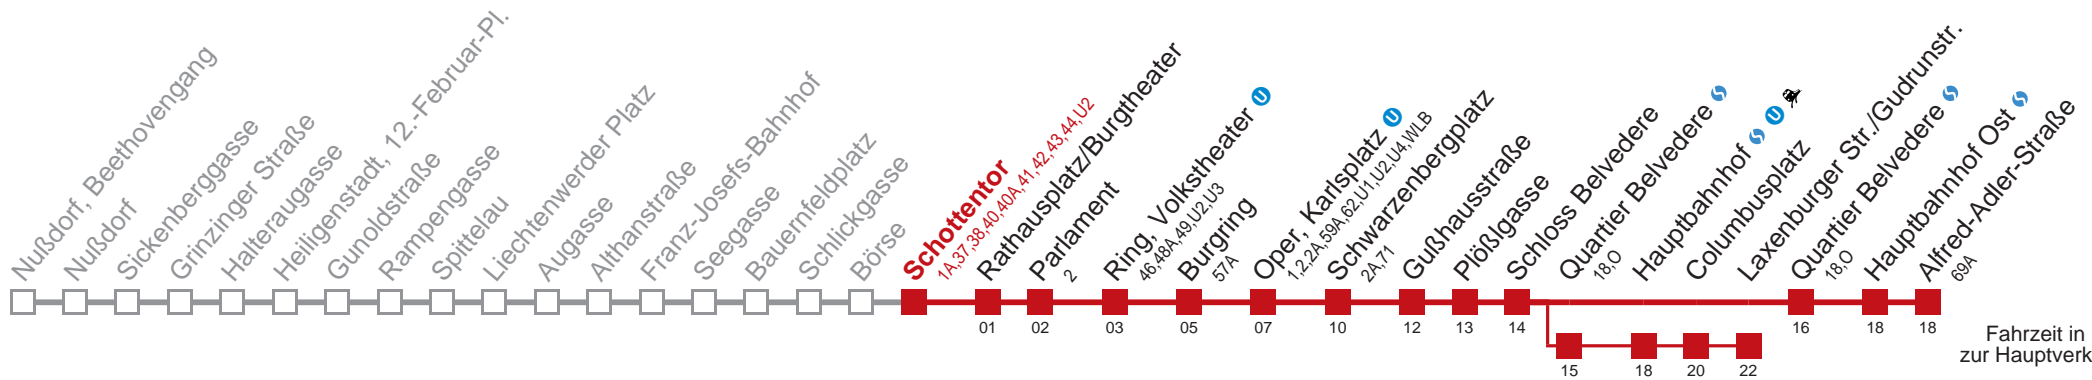 Nußdorf, Beethovengang
Nußdorf
Sickenberggasse
Grinzinger Straße
Halteraugasse
Heiligenstadt, 12.-Februar-Pl.
Gunoldstraße
Rampengasse
Spittelau
Liechtenwerder Platz
Augasse
Althanstraße
Franz-Josefs-Bahnhof
Seegasse
Bauernfeldplatz
Schlickgasse
Börse
Schottentor
1A,37,38,40,40A,41,42,43,44,U2
Rathausplatz/Burgtheater
Parlament
2
Ring, Volkstheater U
46,48A,49,U2,U3
Burgring
57A
Oper, Karlsplatz U
1,2,2A,59A,62,U1,U2,U4,WLB
Schwarzenbergplatz
2A,71
Gußhausstraße
Plößlgasse
Schloss Belvedere
Quartier Belvedere S
18,O
Hauptbahnhof S U
Columbusplatz
Laxenburger Str./Gudrunstr.
Quartier Belvedere S
18,O
Hauptbahnhof Ost S
Alfred-Adler-Straße
69A
01 02 03 05 07 10 12 13 14 16 18 18
15 18 20 22
Fahrzeit in
zur Hauptverk